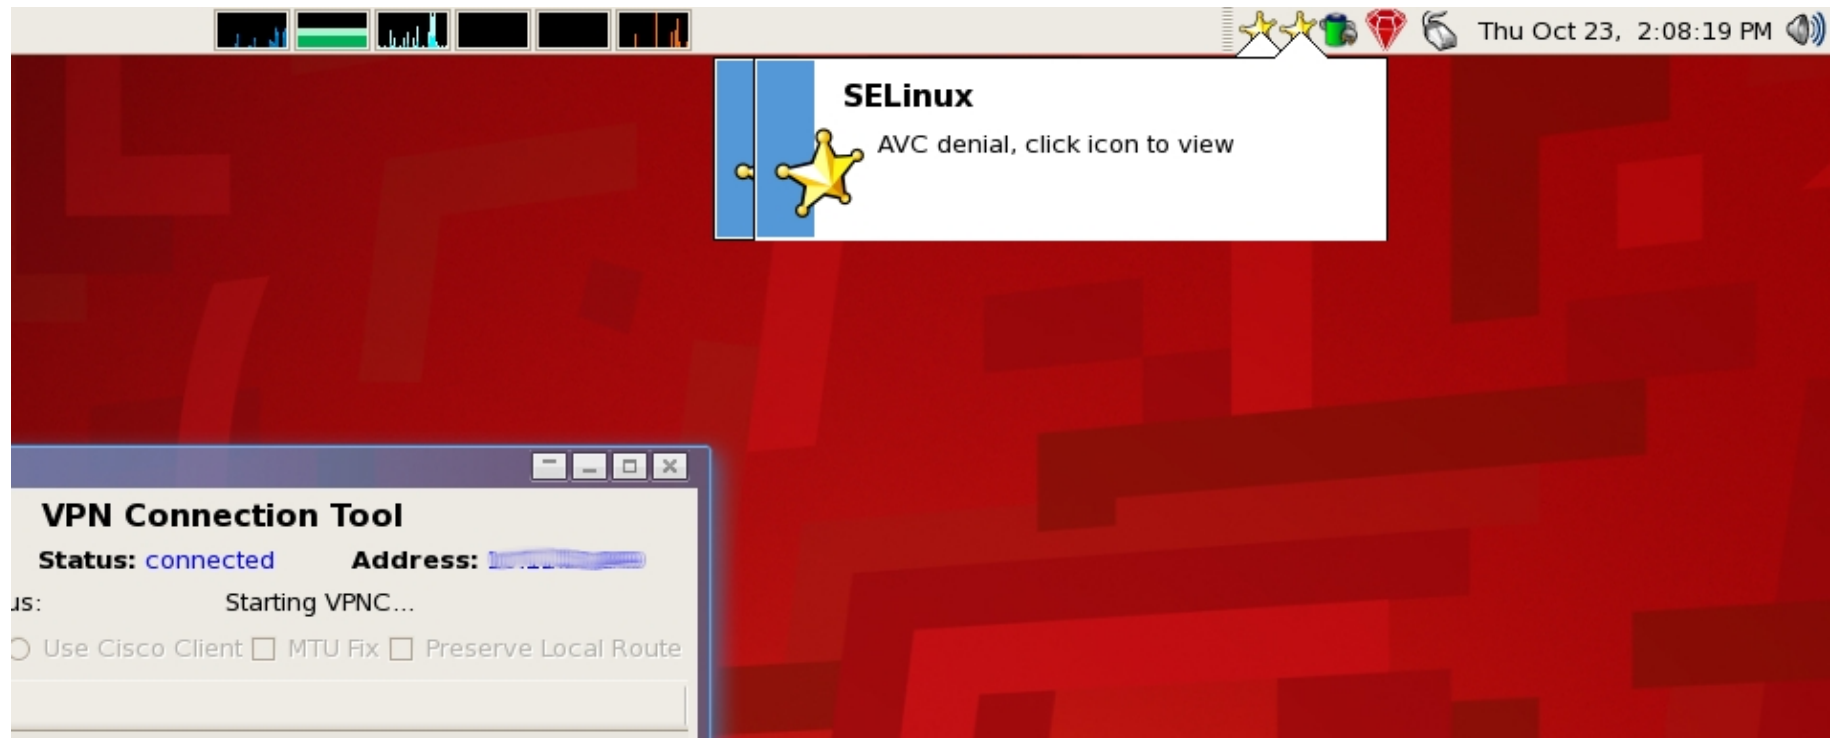 Thu Oct 23, 2:08:19 PM
SELinux
AVC denial, click icon to view
VPN Connection Tool
Status: connected Address:
us: Starting VPNC...
Use Cisco Client MTU Fix Preserve Local Route